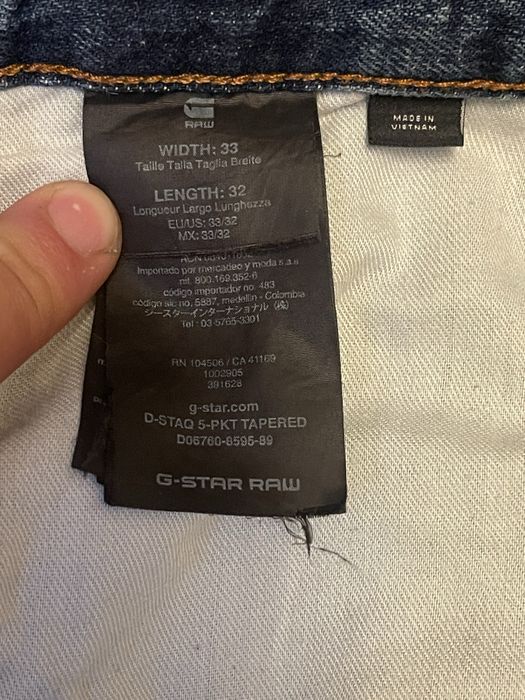 RAW
WIDTH: 33
Taille Talla Taglia Breite
LENGTH: 32
Longueur Largo Lunghezza
EU/US: 33/32
MX: 33/32
Importado por mercadeo y moda s.a.s
nit. 800.169.352-6
código importador no. 483
código sic no. 5887, medellin - Colombia
ジースターインターナショナル (株)
Tel : 03-5765-3301
RN 104506 / CA 41169
1002905
391628
g-star.com
D-STAQ 5-PKT TAPERED
D06760-8595-89
G-STAR RAW
MADE IN
VIETNAM